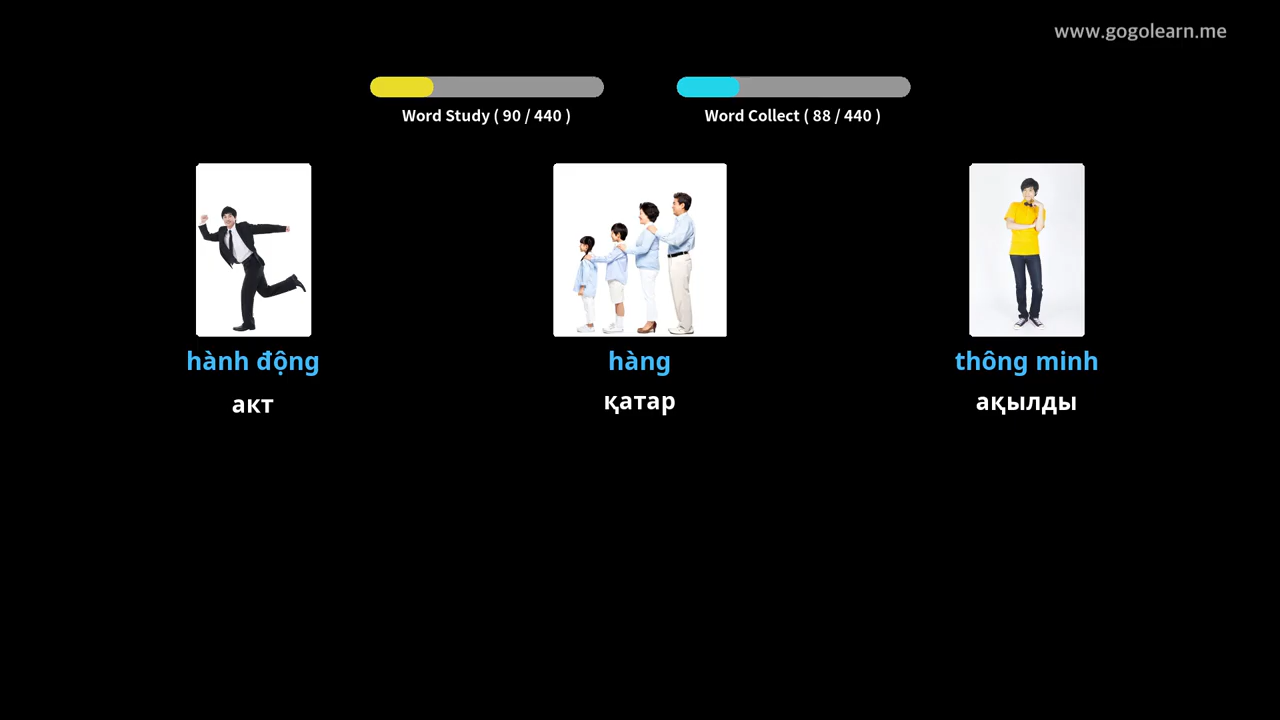 www.gogolearn.me
Word Study ( 90 / 440 )
Word Collect ( 88 / 440 )
hành động
hàng
thông minh
акт
қатар
ақылды